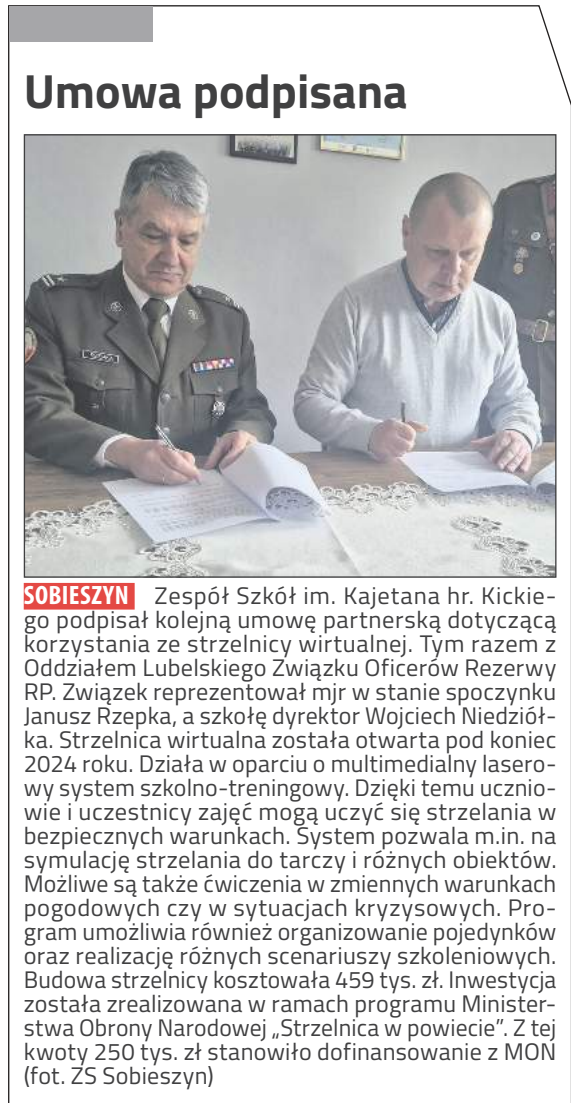 Umowa podpisana
SOBIESZYN Zespół Szkół im. Kajetana hr. Kickie-
go podpisał kolejną umowę partnerską dotyczącą
korzystania ze strzelnicy wirtualnej. Tym razem z
Oddziałem Lubelskiego Związku Oficerów Rezerwy
RP. Związek reprezentował mjr w stanie spoczynku
Janusz Rzepka, a szkołę dyrektor Wojciech Niedziół-
ka. Strzelnica wirtualna została otwarta pod koniec
2024 roku. Działa w oparciu o multimedialny lasero-
wy system szkolno-treningowy. Dzięki temu ucznio-
wie i uczestnicy zajęć mogą uczyć się strzelania w
bezpiecznych warunkach. System pozwala m.in. na
symulację strzelania do tarczy i różnych obiektów.
Możliwe są także ćwiczenia w zmiennych warunkach
pogodowych czy w sytuacjach kryzysowych. Pro-
gram umożliwia również organizowanie pojedynków
oraz realizację różnych scenariuszy szkoleniowych.
Budowa strzelnicy kosztowała 459 tys. zł. Inwestycja
została zrealizowana w ramach programu Minister-
stwa Obrony Narodowej „Strzelnica w powiecie”. Z tej
kwoty 250 tys. zł stanowiło dofinansowanie z MON
(fot. ZS Sobieszyn)